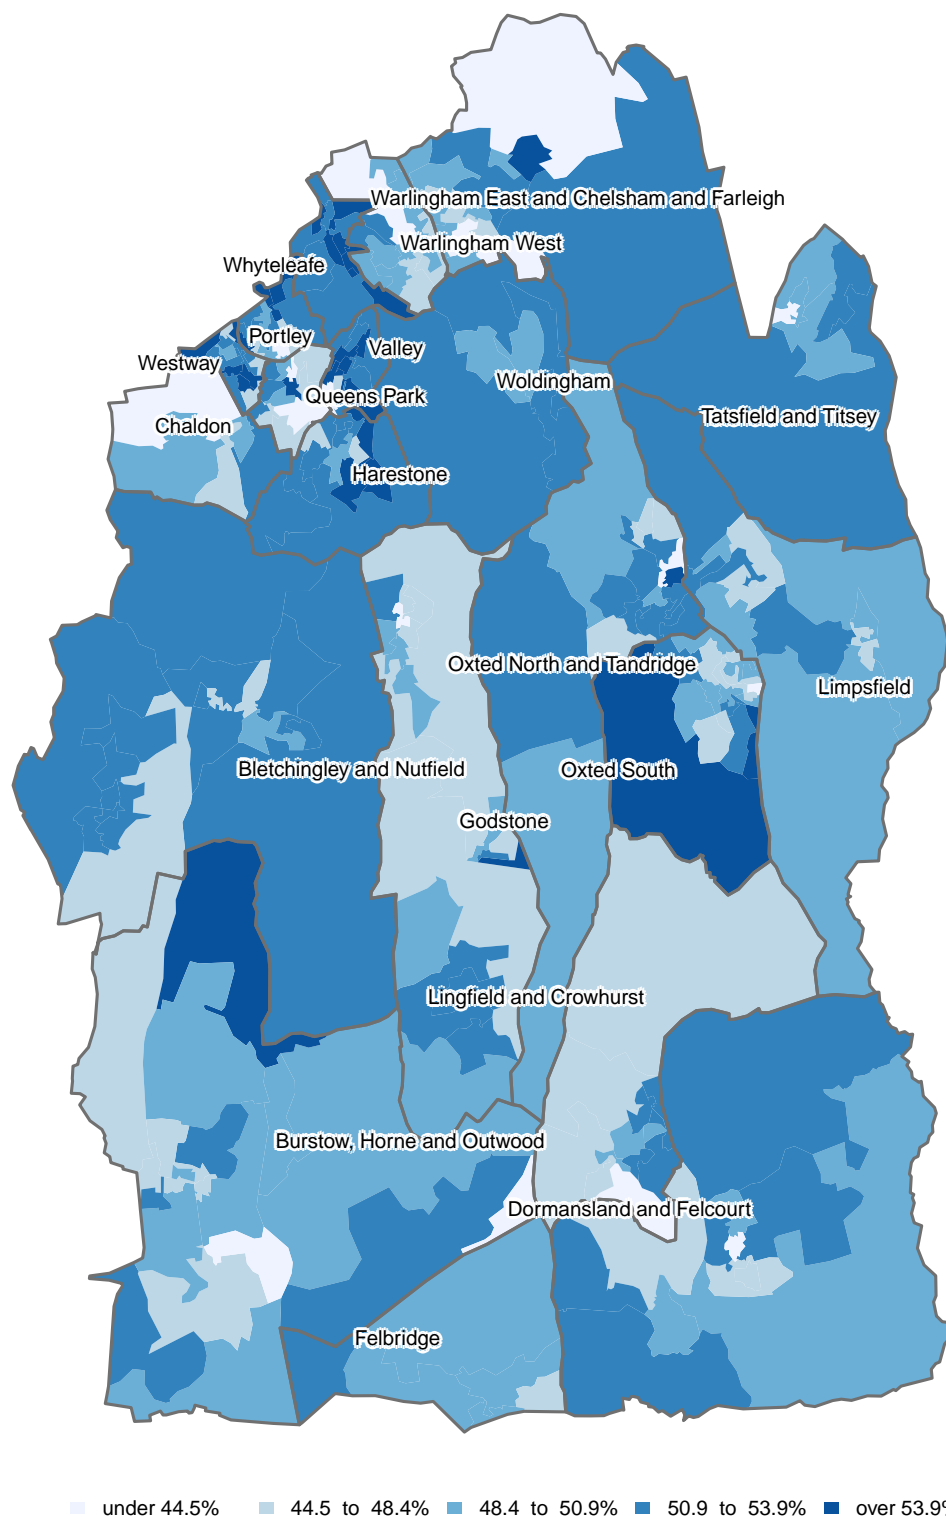 Warlingham East and Chelsham and Farleigh
Warlingham West
Whyteleafe
Portley
Valley
Westway
Woldingham
Queens Park
Tatsfield and Titsey
Chaldon
Harestone
Oxted North and Tandridge
Limpsfield
Bletchingley and Nutfield
Oxted South
Godstone
Lingfield and Crowhurst
Burstow, Horne and Outwood
Dormansland and Felcourt
Felbridge
under 44.5% 44.5 to 48.4% 48.4 to 50.9% 50.9 to 53.9% over 53.9%